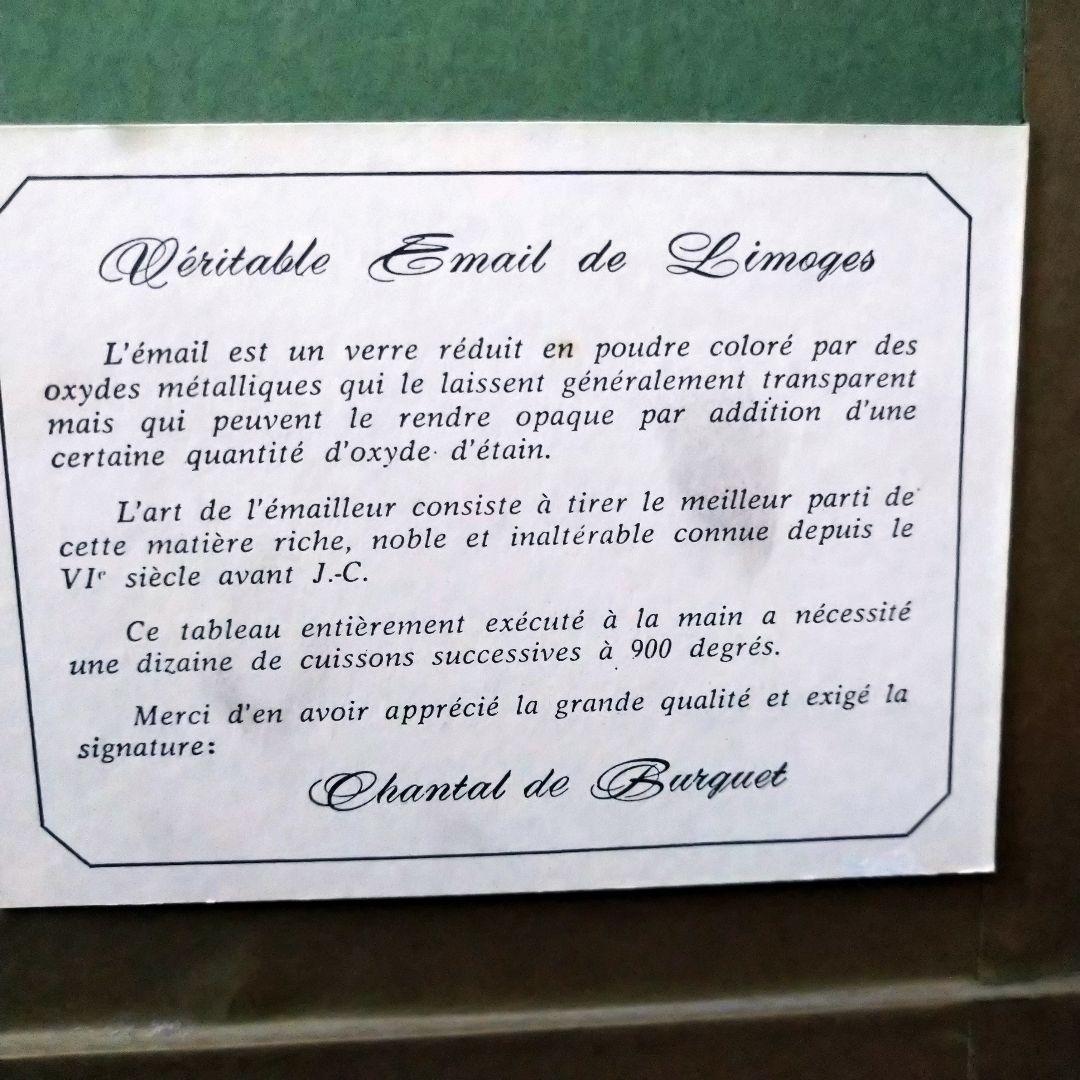 Véritable Email de Limoges
L'émail est un verre réduit en poudre coloré par des
oxydes métalliques qui le laissent généralement transparent
mais qui peuvent le rendre opaque par addition d'une
certaine quantité d'oxyde d'étain.
L'art de l'émailleur consiste à tirer le meilleur parti de
cette matière riche, noble et inaltérable connue depuis le
VIᵉ siècle avant J.-C.
Ce tableau entièrement exécuté à la main a nécessité
une dizaine de cuissons successives à 900 degrés.
Merci d'en avoir apprécié la grande qualité et exigé la
signature:
Chantal de Burguet